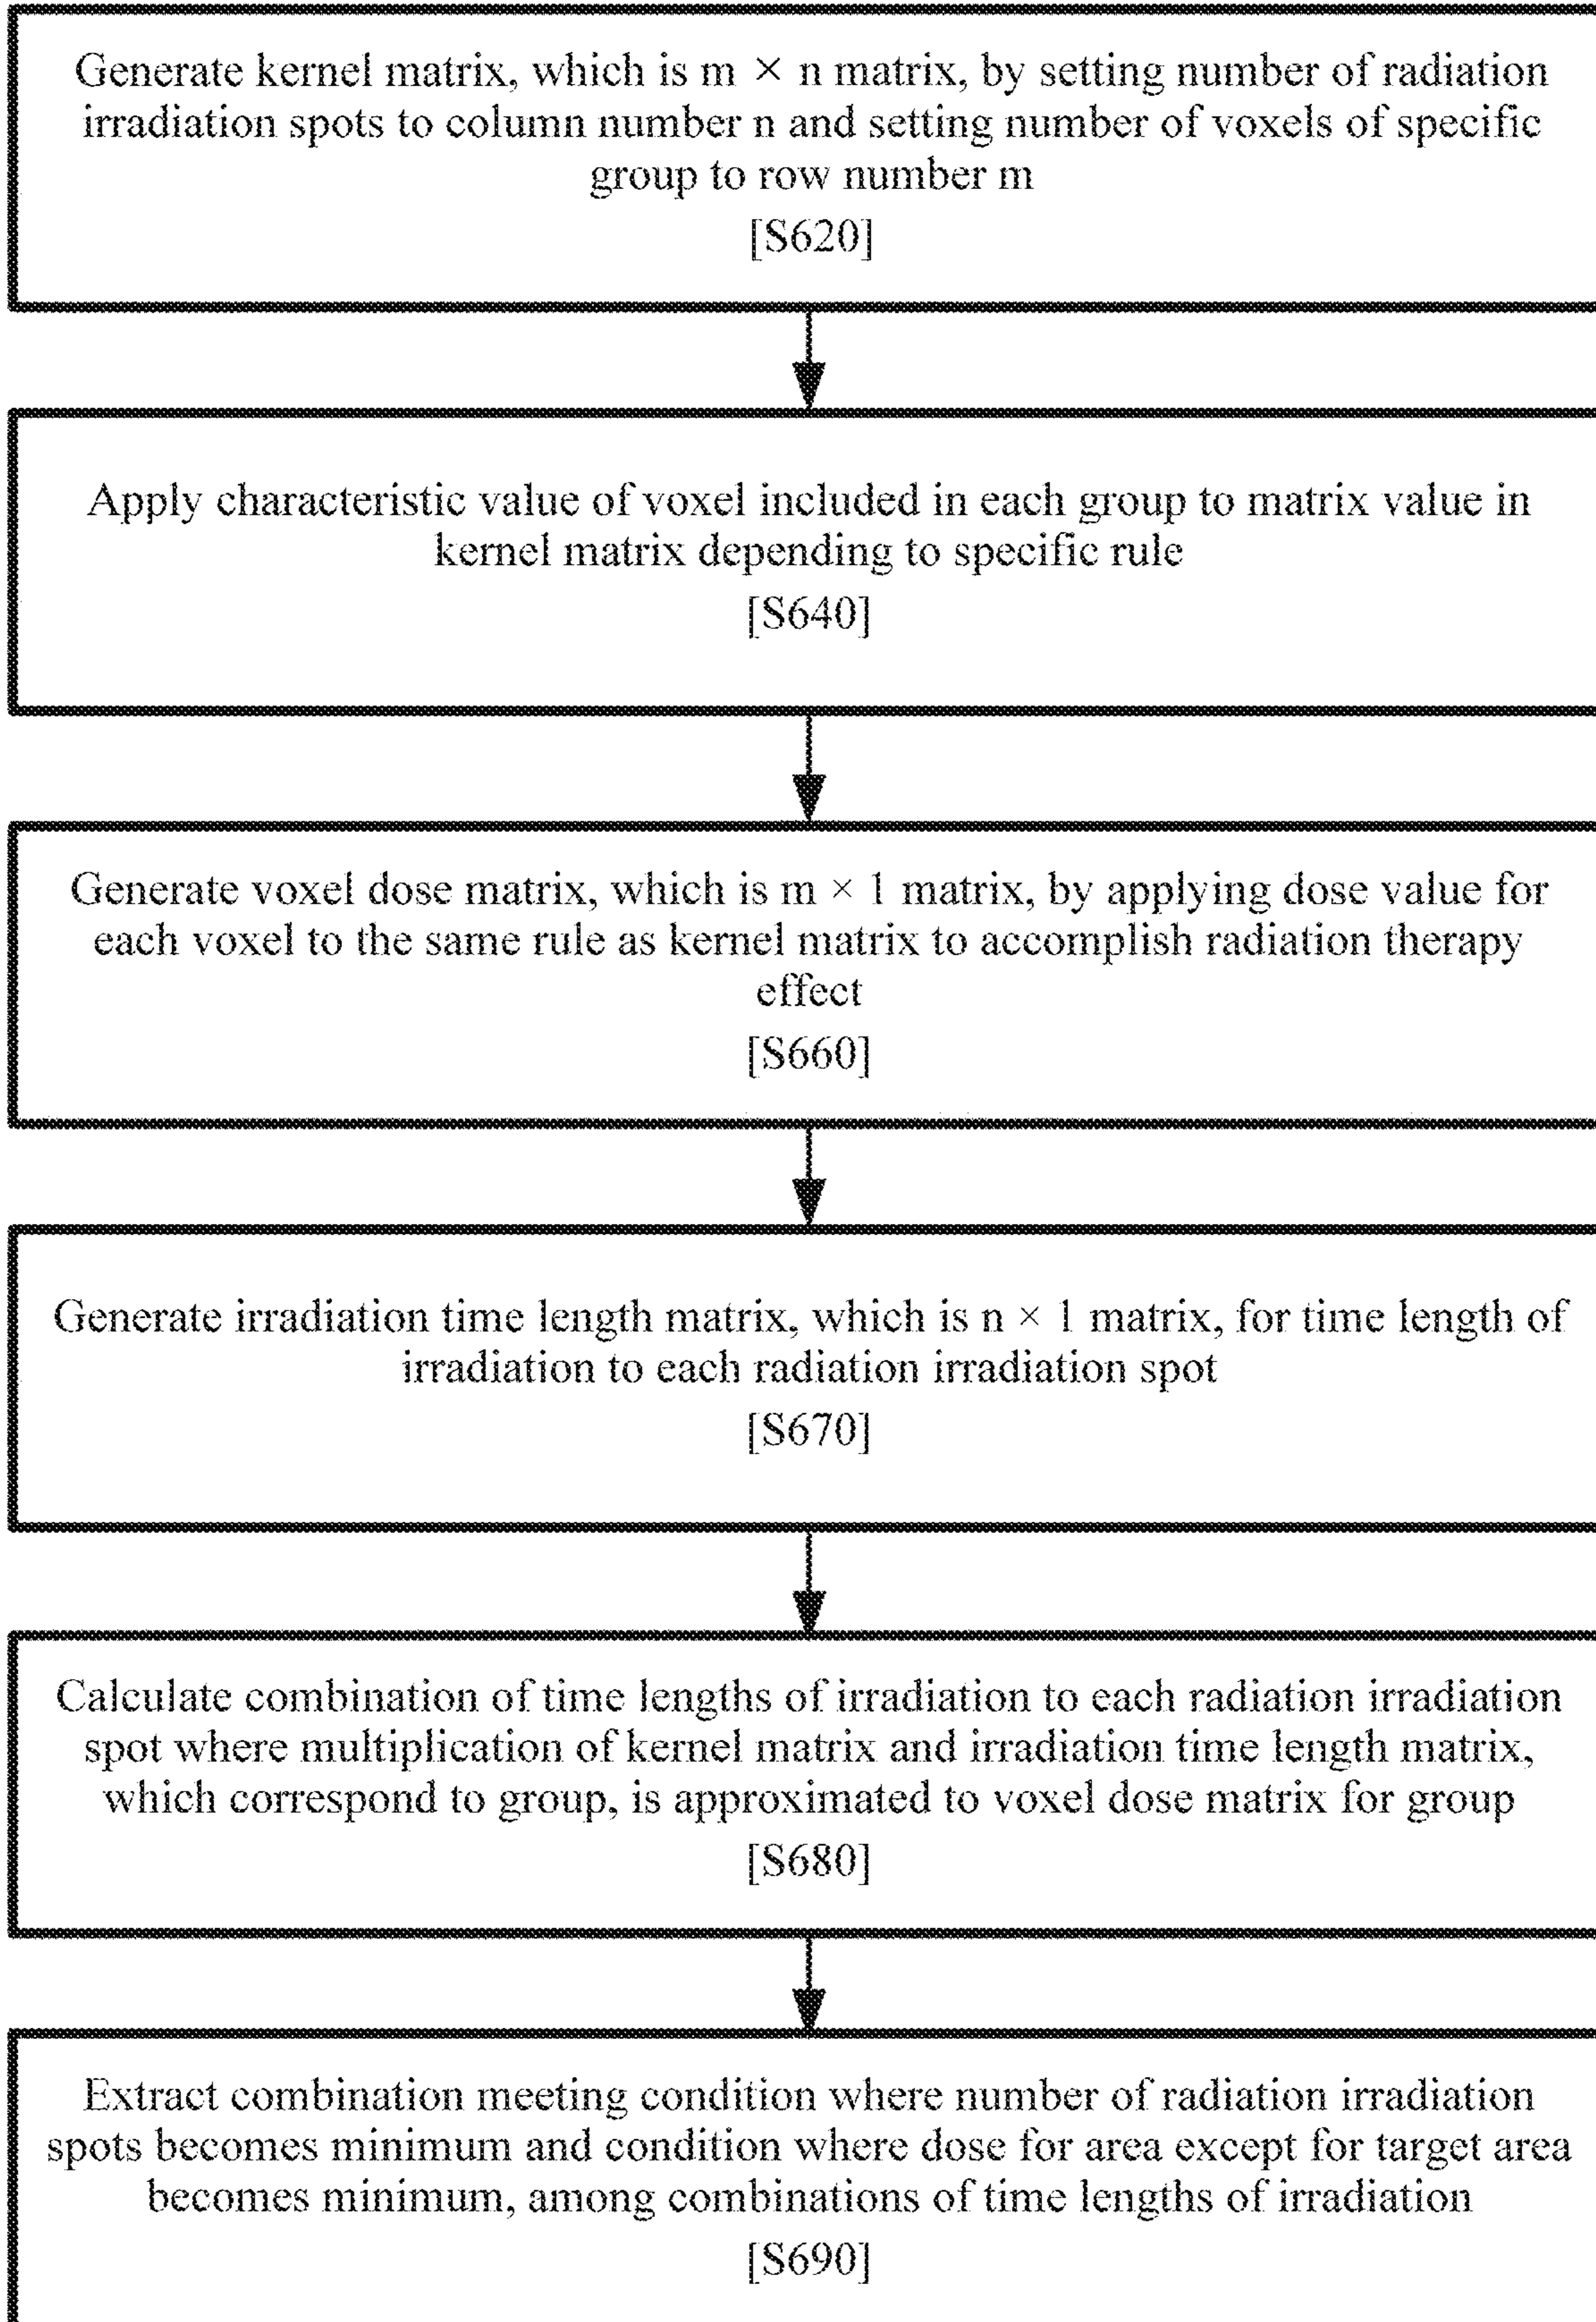 Generate kernel matrix, which is m × n matrix, by setting number of radiation
irradiation spots to column number n and setting number of voxels of specific
group to row number m
[S620]
Apply characteristic value of voxel included in each group to matrix value in
kernel matrix depending to specific rule
[S640]
Generate voxel dose matrix, which is m × 1 matrix, by applying dose value for
each voxel to the same rule as kernel matrix to accomplish radiation therapy
effect
[S660]
Generate irradiation time length matrix, which is n × 1 matrix, for time length of
irradiation to each radiation irradiation spot
[S670]
Calculate combination of time lengths of irradiation to each radiation irradiation
spot where multiplication of kernel matrix and irradiation time length matrix,
which correspond to group, is approximated to voxel dose matrix for group
[S680]
Extract combination meeting condition where number of radiation irradiation
spots becomes minimum and condition where dose for area except for target area
becomes minimum, among combinations of time lengths of irradiation
[S690]